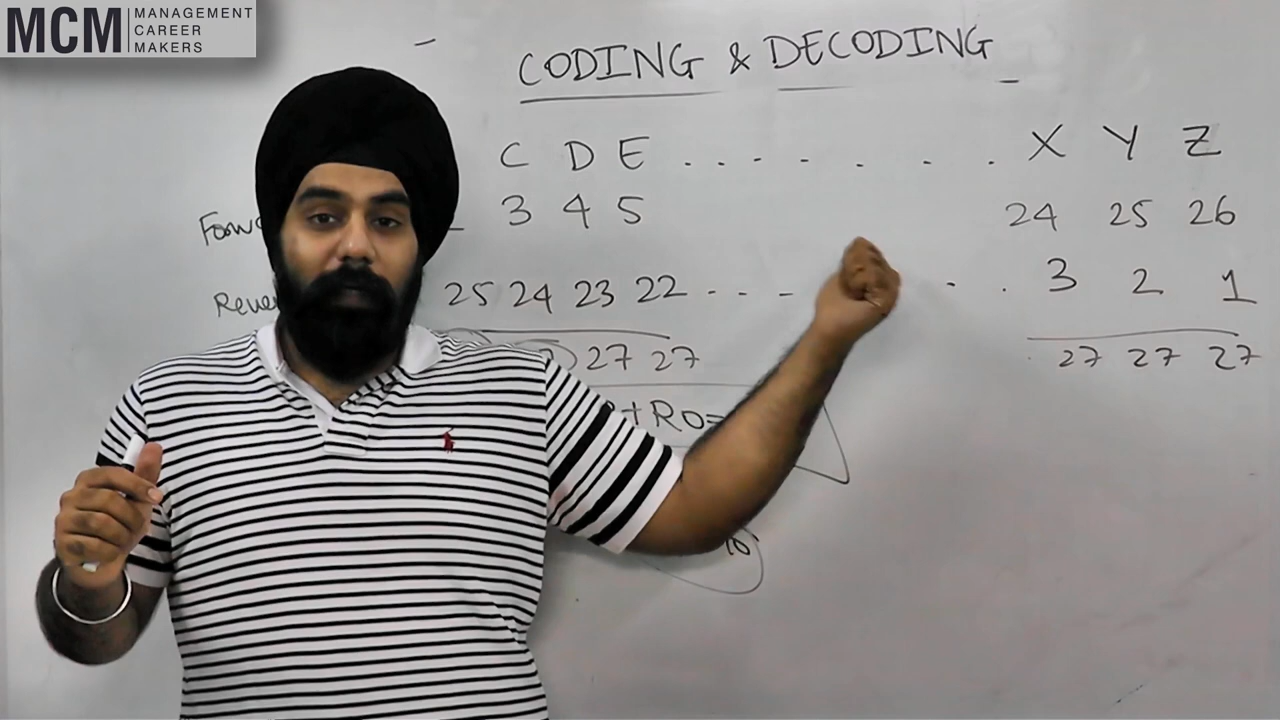 MCM MANAGEMENT
CAREER
MAKERS
CODING & DECODING
C D E . . . . . . . . X Y Z
3 4 5 24 25 26
25 24 23 22 . . - . . 3 2 1
27 27 27 27 27
+ RO=